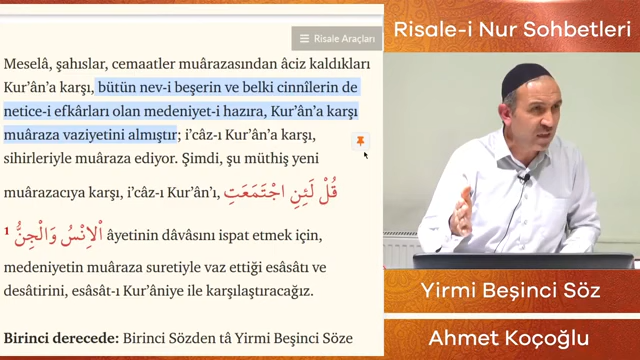 Risale Araçları
Meselâ, şahıslar, cemaatler muârazasından âciz kaldıkları
Kur'ân'a karşı, bütün nev-i beşerin ve belki cinnîlerin de
netice-i efkârları olan medeniyet-i hazıra, Kur'ân'a karşı
muâraza vaziyetini almıştır; i'câz-ı Kur'ân'a karşı,
sihirleriyle muâraza ediyor. Şimdi, şu müthiş yeni
muârazacıya karşı, i'câz-ı Kur'ân'ı, قُلْ لَئِنِ اجْتَمَعَتِ
اْلاِنْسُ وَالْجِنُّ 1 âyetinin dâvâsını ispat etmek için,
medeniyetin muâraza suretiyle vaz ettiği esâsâtı ve
desâtirini, esâsât-ı Kur'âniye ile karşılaştıracağız.
Birinci derecede: Birinci Sözden tâ Yirmi Beşinci Söze
Risale-i Nur Sohbetleri
Yirmi Beşinci Söz
Ahmet Koçoğlu